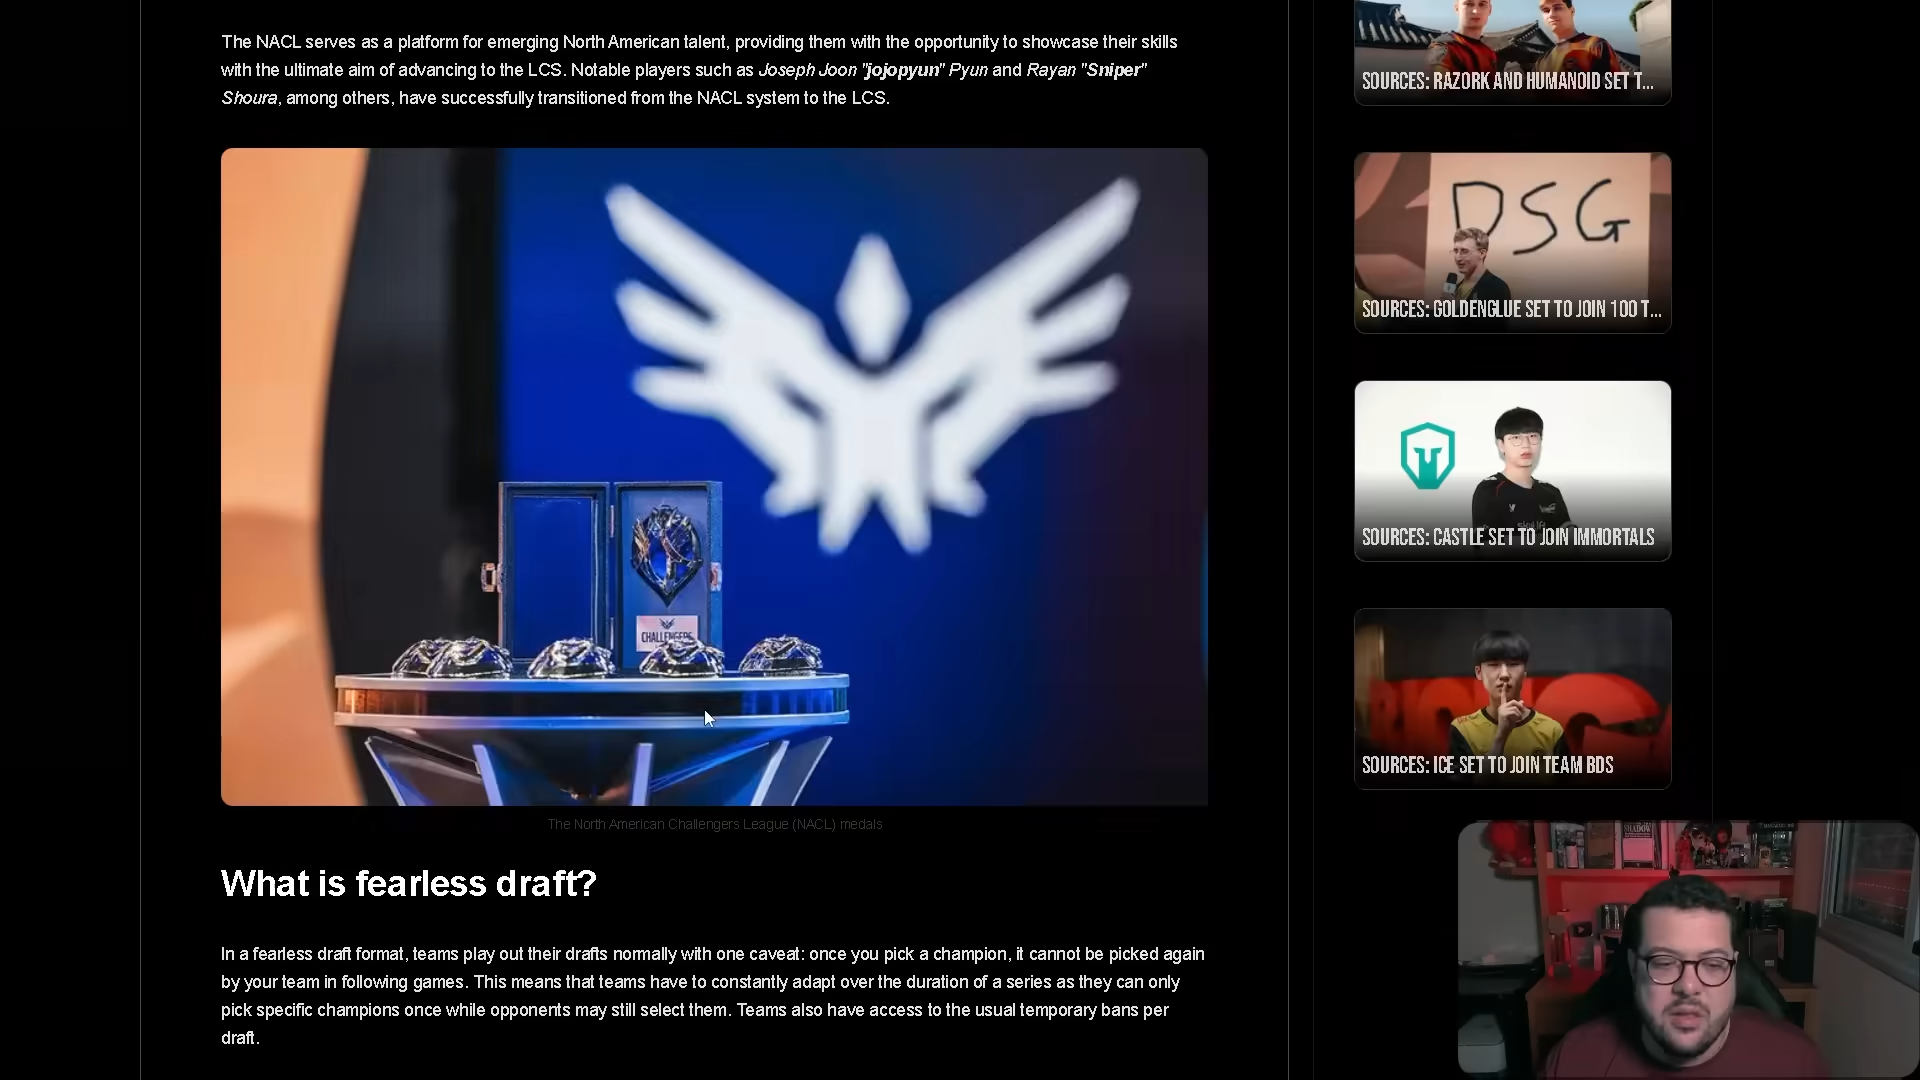 The NACL serves as a platform for emerging North American talent, providing them with the opportunity to showcase their skills
with the ultimate aim of advancing to the LCS. Notable players such as Joseph Joon "jojopyun" Pyun and Rayan "Sniper"
Shoura, among others, have successfully transitioned from the NACL system to the LCS.
CHALLENGERS
The North American Challengers League (NACL) medals
What is fearless draft?
In a fearless draft format, teams play out their drafts normally with one caveat: once you pick a champion, it cannot be picked again
by your team in following games. This means that teams have to constantly adapt over the duration of a series as they can only
pick specific champions once while opponents may still select them. Teams also have access to the usual temporary bans per
draft.
SOURCES: RAZORK AND HUMANOID SET T...
DSG
SOURCES: GOLDENGLUE SET TO JOIN 100 T...
SOURCES: CASTLE SET TO JOIN IMMORTALS
SOURCES: ICE SET TO JOIN TEAM BDS
SHADOW